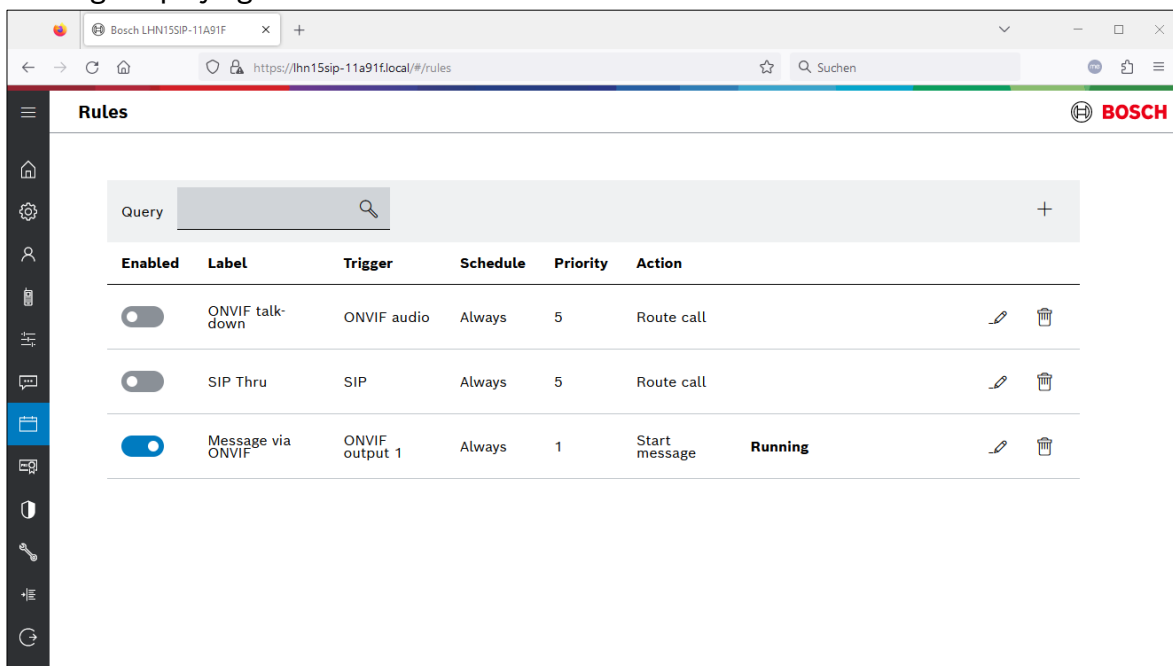 Bosch LHN15SIP-11A91F
https://lhn15sip-11a91f.local/#/rules
Suchen
Rules
BOSCH
Query
Enabled Label Trigger Schedule Priority Action
ONVIF talk-
down
ONVIF audio Always 5 Route call
SIP Thru SIP Always 5 Route call
Message via
ONVIF
ONVIF
output 1
Always 1
Start
message
Running